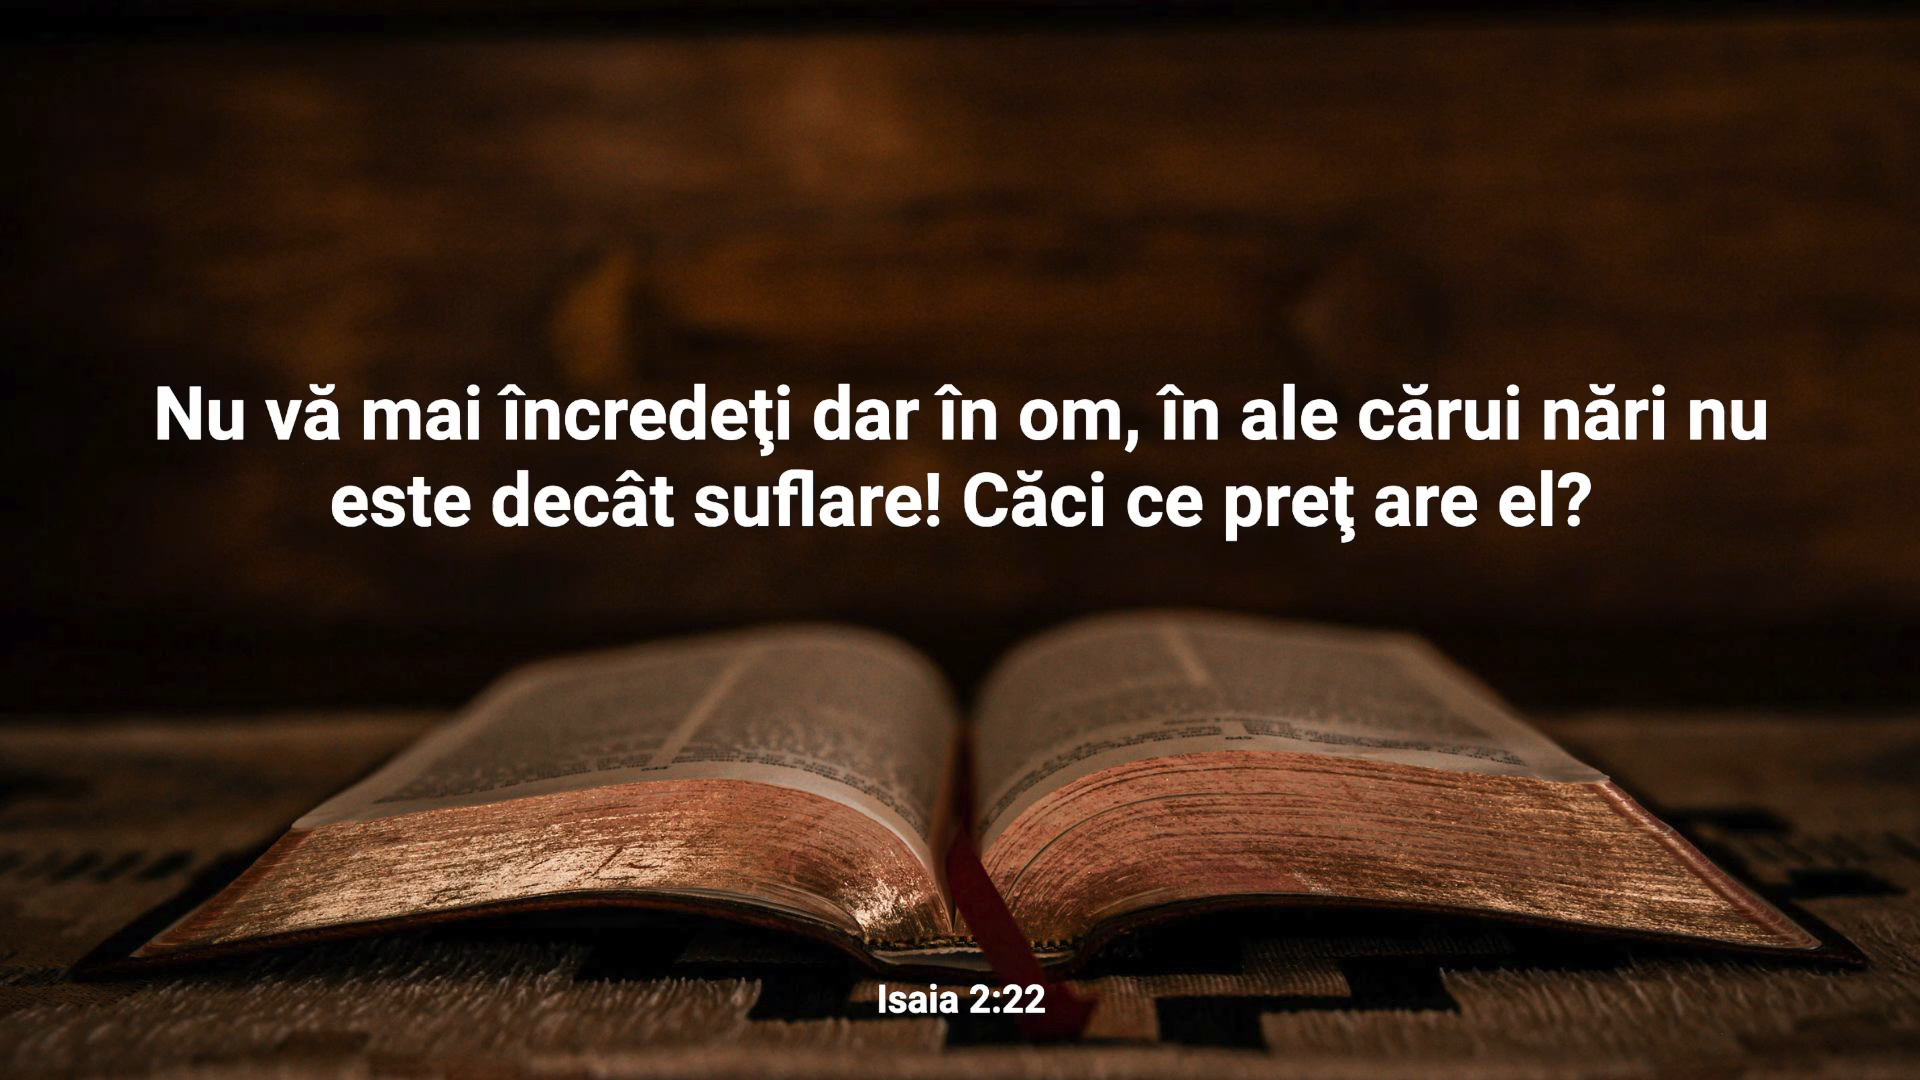 Nu vă mai încredeţi dar în om, în ale cărui nări nu
este decât suflare! Căci ce preţ are el?
Isaia 2:22